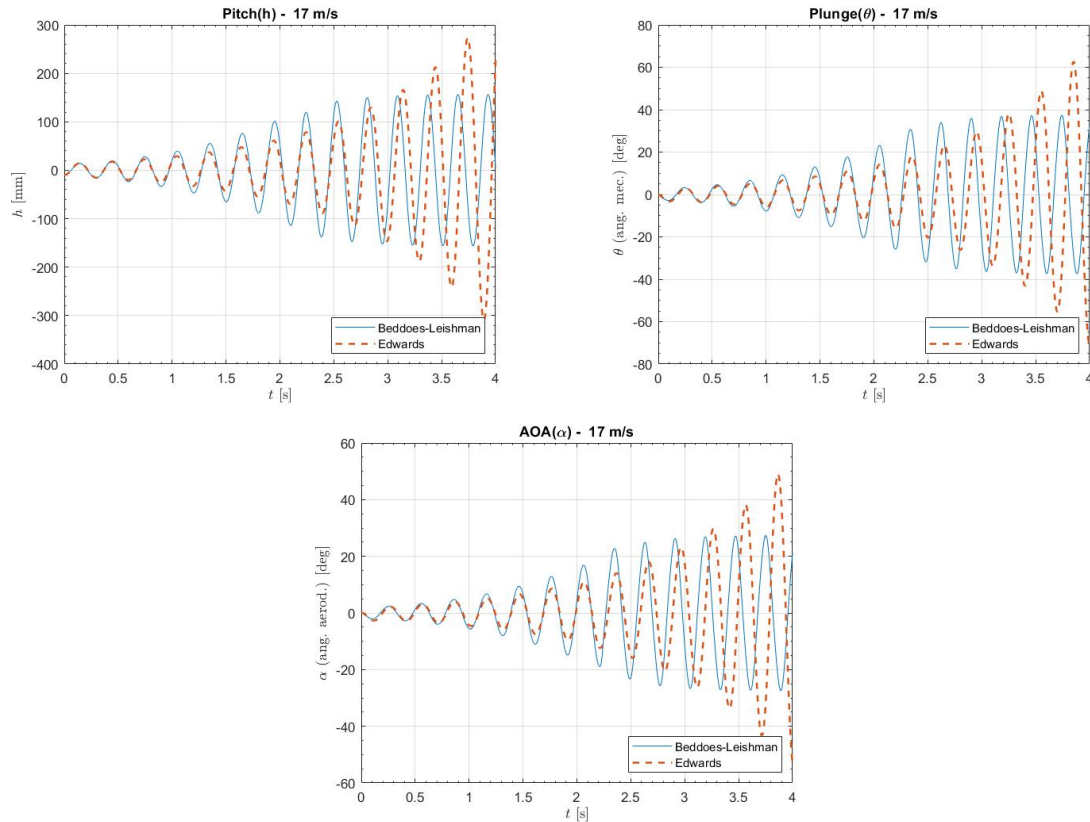 Pitch(h) - 17 m/s
300
200
100
0
-100
-200
-300
-400
h [mm]
0 0.5 1 1.5 2 2.5 3 3.5 4
t [s]
Beddoes-Leishman
Edwards
Plunge(θ) - 17 m/s
80
60
40
20
0
-20
-40
-60
-80
θ (ang. mec.) [deg]
0 0.5 1 1.5 2 2.5 3 3.5 4
t [s]
Beddoes-Leishman
Edwards
AOA(α) - 17 m/s
60
40
20
0
-20
-40
-60
α (ang. aerod.) [deg]
0 0.5 1 1.5 2 2.5 3 3.5 4
t [s]
Beddoes-Leishman
Edwards